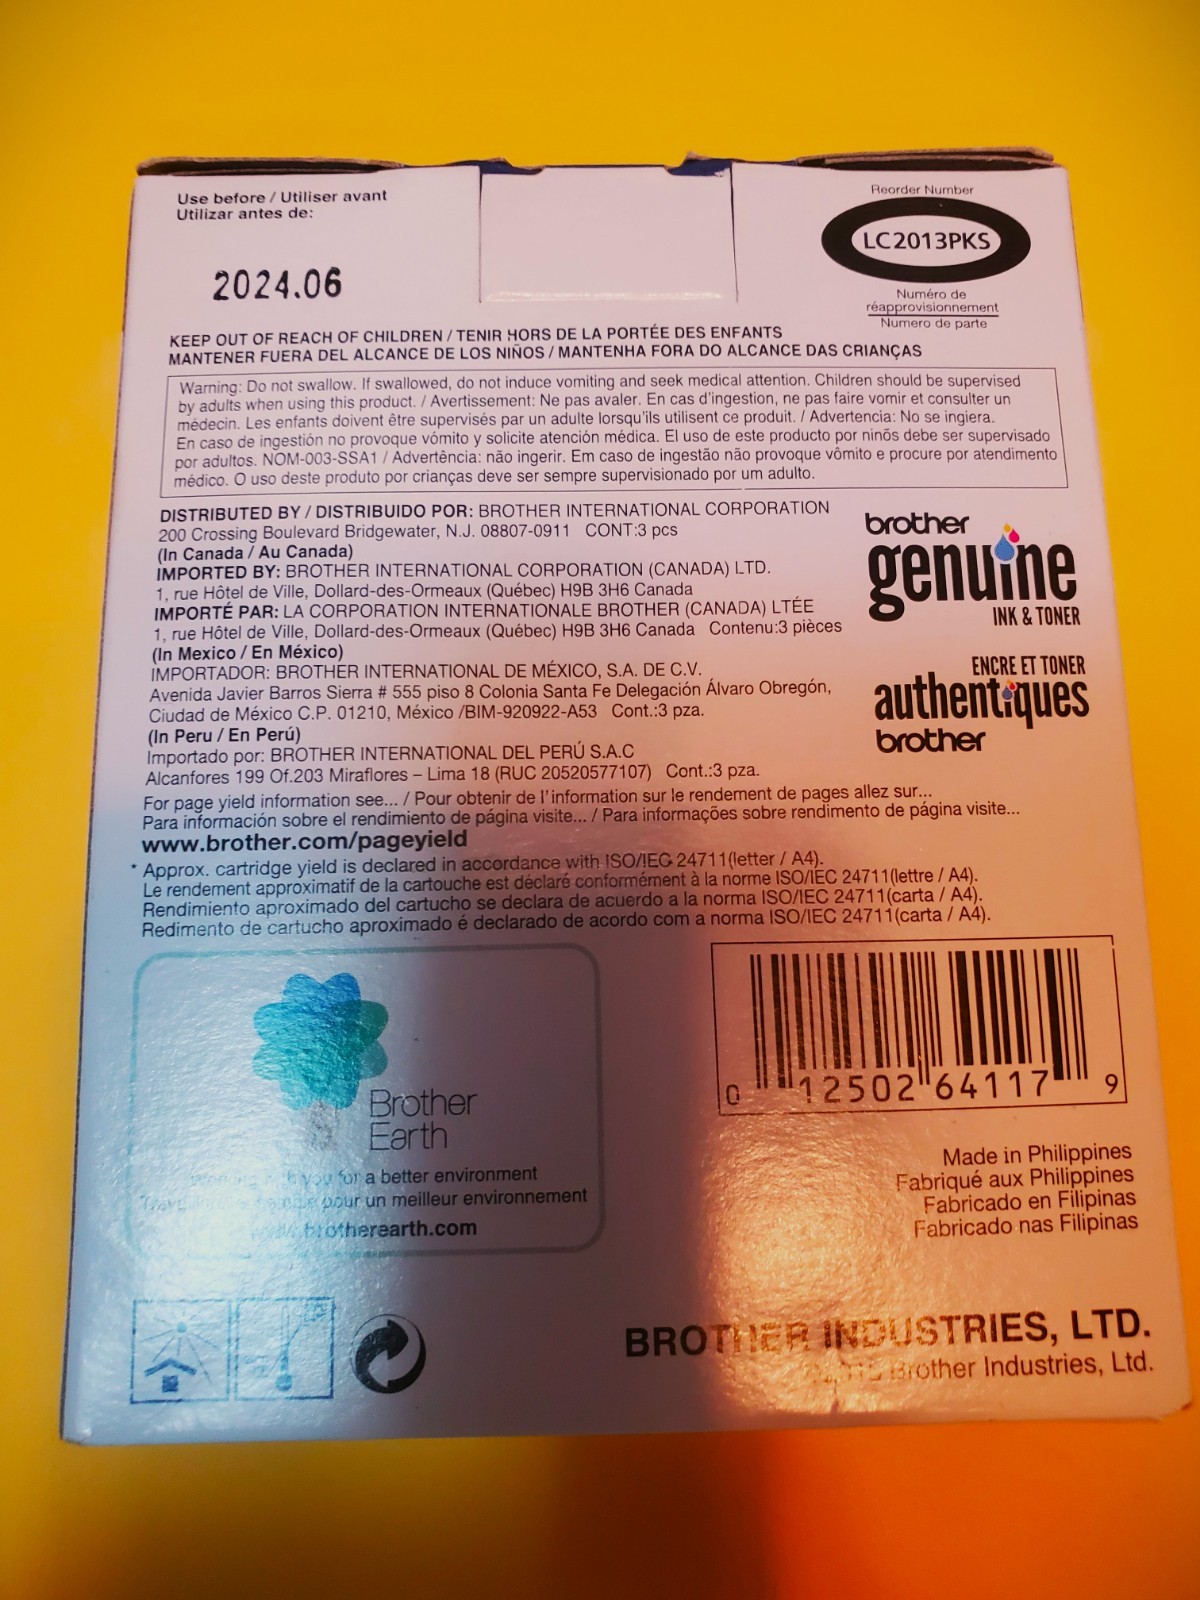 Use before / Utiliser avant
Utilizar antes de:
2024.06
Reorder Number
LC2013PKS
Numéro de
réapprovisionnement
Numero de parte
KEEP OUT OF REACH OF CHILDREN / TENIR HORS DE LA PORTÉE DES ENFANTS
MANTENER FUERA DEL ALCANCE DE LOS NIÑOS / MANTENHA FORA DO ALCANCE DAS CRIANÇAS
Warning: Do not swallow. If swallowed, do not induce vomiting and seek medical attention. Children should be supervised
by adults when using this product. / Avertissement: Ne pas avaler. En cas d'ingestion, ne pas faire vomir et consulter un
médecin. Les enfants doivent être supervisés par un adulte lorsqu'ils utilisent ce produit. / Advertencia: No se ingiera.
En caso de ingestión no provoque vómito y solicite atención médica. El uso de este producto por ninõs debe ser supervisado
por adultos. NOM-003-SSA1 / Advertência: não ingerir. Em caso de ingestão não provoque vômito e procure por atendimento
médico. O uso deste produto por crianças deve ser sempre supervisionado por um adulto.
DISTRIBUTED BY / DISTRIBUIDO POR: BROTHER INTERNATIONAL CORPORATION
200 Crossing Boulevard Bridgewater, N.J. 08807-0911 CONT:3 pcs
(In Canada / Au Canada)
IMPORTED BY: BROTHER INTERNATIONAL CORPORATION (CANADA) LTD.
1, rue Hôtel de Ville, Dollard-des-Ormeaux (Québec) H9B 3H6 Canada
IMPORTÉ PAR: LA CORPORATION INTERNATIONALE BROTHER (CANADA) LTÉE
1, rue Hôtel de Ville, Dollard-des-Ormeaux (Québec) H9B 3H6 Canada Contenu:3 pièces
(In Mexico / En México)
IMPORTADOR: BROTHER INTERNATIONAL DE MÉXICO, S.A. DE C.V.
Avenida Javier Barros Sierra # 555 piso 8 Colonia Santa Fe Delegación Álvaro Obregón,
Ciudad de México C.P. 01210, México /BIM-920922-A53 Cont.:3 pza.
(In Peru / En Perú)
Importado por: BROTHER INTERNATIONAL DEL PERÚ S.A.C
Alcanfores 199 Of.203 Miraflores – Lima 18 (RUC 20520577107) Cont.:3 pza.
brother
genuine
INK & TONER
ENCRE ET TONER
authentiques
brother
For page yield information see... / Pour obtenir de l'information sur le rendement de pages allez sur...
Para información sobre el rendimiento de página visite... / Para informações sobre rendimento de página visite...
www.brother.com/pageyield
* Approx. cartridge yield is declared in accordance with ISO/IEC 24711(letter / A4).
Le rendement approximatif de la cartouche est déclaré conformément à la norme ISO/IEC 24711(lettre / A4).
Rendimiento aproximado del cartucho se declara de acuerdo a la norma ISO/IEC 24711(carta / A4).
Redimento de cartucho aproximado é declarado de acordo com a norma ISO/IEC 24711(carta / A4).
Brother
Earth
you for a better environment
pour un meilleur environnement
www.brotherearth.com
0 12502 64117 9
Made in Philippines
Fabriqué aux Philippines
Fabricado en Filipinas
Fabricado nas Filipinas
BROTHER INDUSTRIES, LTD.
Brother Industries, Ltd.